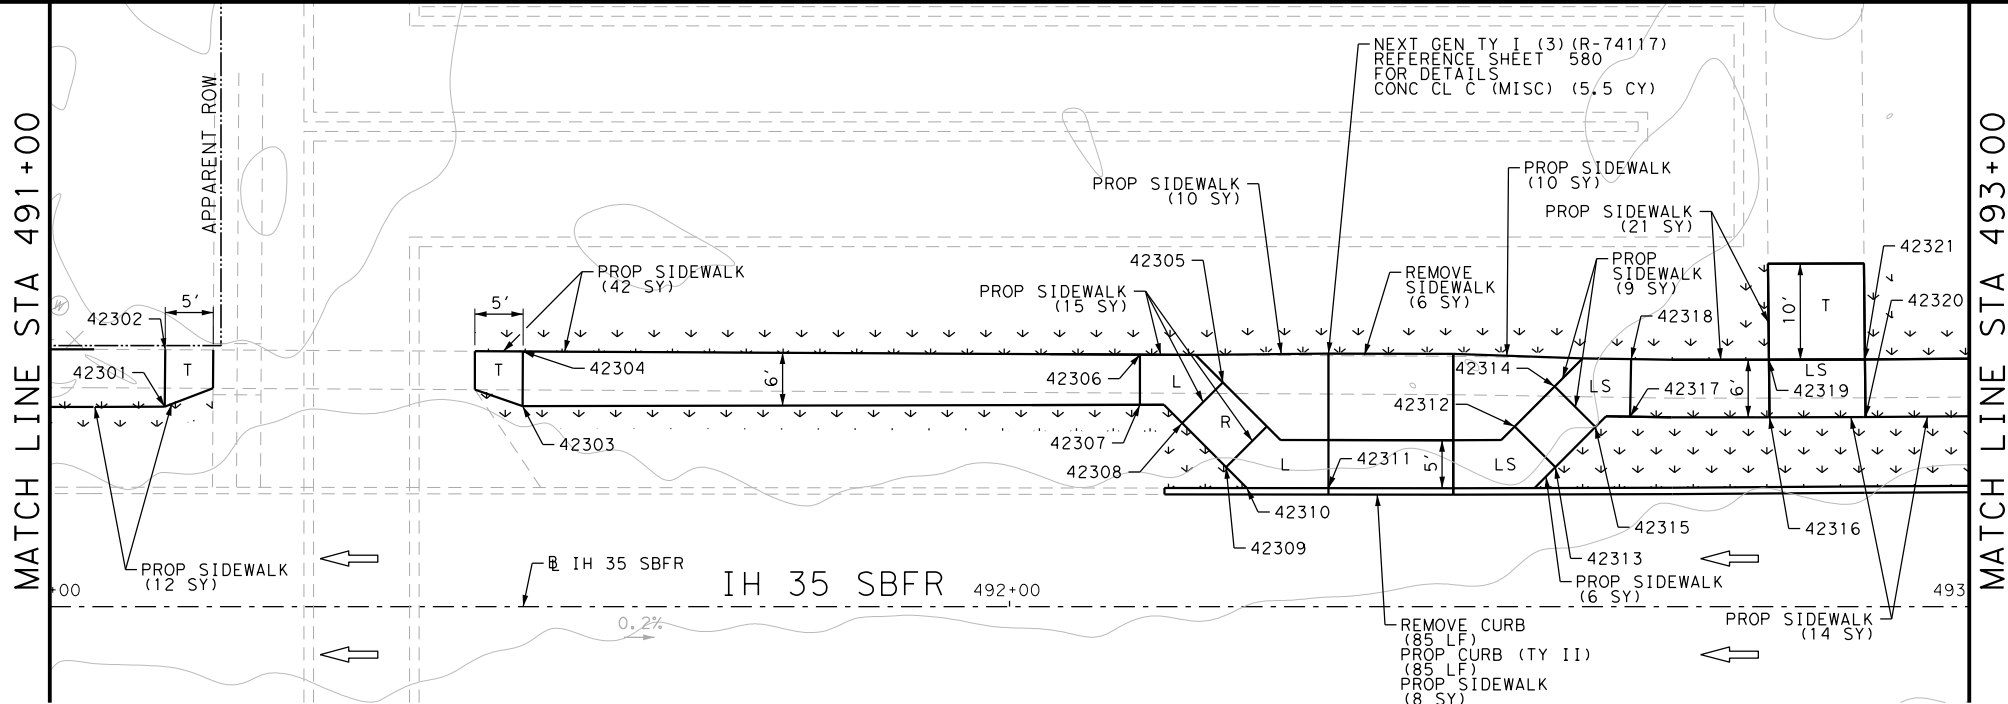 MATCH LINE STA 491+00
APPARENT ROW
NEXT GEN TY I (3)(R-74117)
REFERENCE SHEET 580
FOR DETAILS
CONC CL C (MISC) (5.5 CY)
PROP SIDEWALK
(10 SY)
PROP SIDEWALK
(10 SY)
PROP SIDEWALK
(21 SY)
42321
42305
PROP SIDEWALK
(42 SY)
REMOVE
SIDEWALK
(6 SY)
PROP
SIDEWALK
(9 SY)
PROP SIDEWALK
(15 SY)
5'
5'
10'
T
42320
42302
42318
W
42301
T
T
42304
6'
42306
L
42314
LS
42317
6'
LS
42319
42312
R
42303
42307
42308
L
42311
5'
LS
42310
42315
42316
42309
42313
PROP SIDEWALK
(12 SY)
BL IH 35 SBFR
IH 35 SBFR
492+00
PROP SIDEWALK
(6 SY)
+00
493
0.2%
REMOVE CURB
(85 LF)
PROP CURB (TY II)
(85 LF)
PROP SIDEWALK
(8 SY)
PROP SIDEWALK
(14 SY)
MATCH LINE STA 493+00